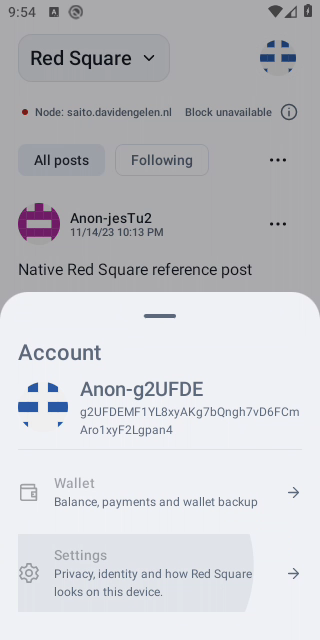 9:54
Red Square
Node: saito.davidengelen.nl Block unavailable
All posts Following
Anon-jesTu2
11/14/23 10:13 PM
Native Red Square reference post
Account
Anon-g2UFDE
g2UFDEMF1YL8xyAKg7bQngh7vD6FCm
Aro1xyF2Lgpan4
Wallet
Balance, payments and wallet backup
Settings
Privacy, identity and how Red Square
looks on this device.